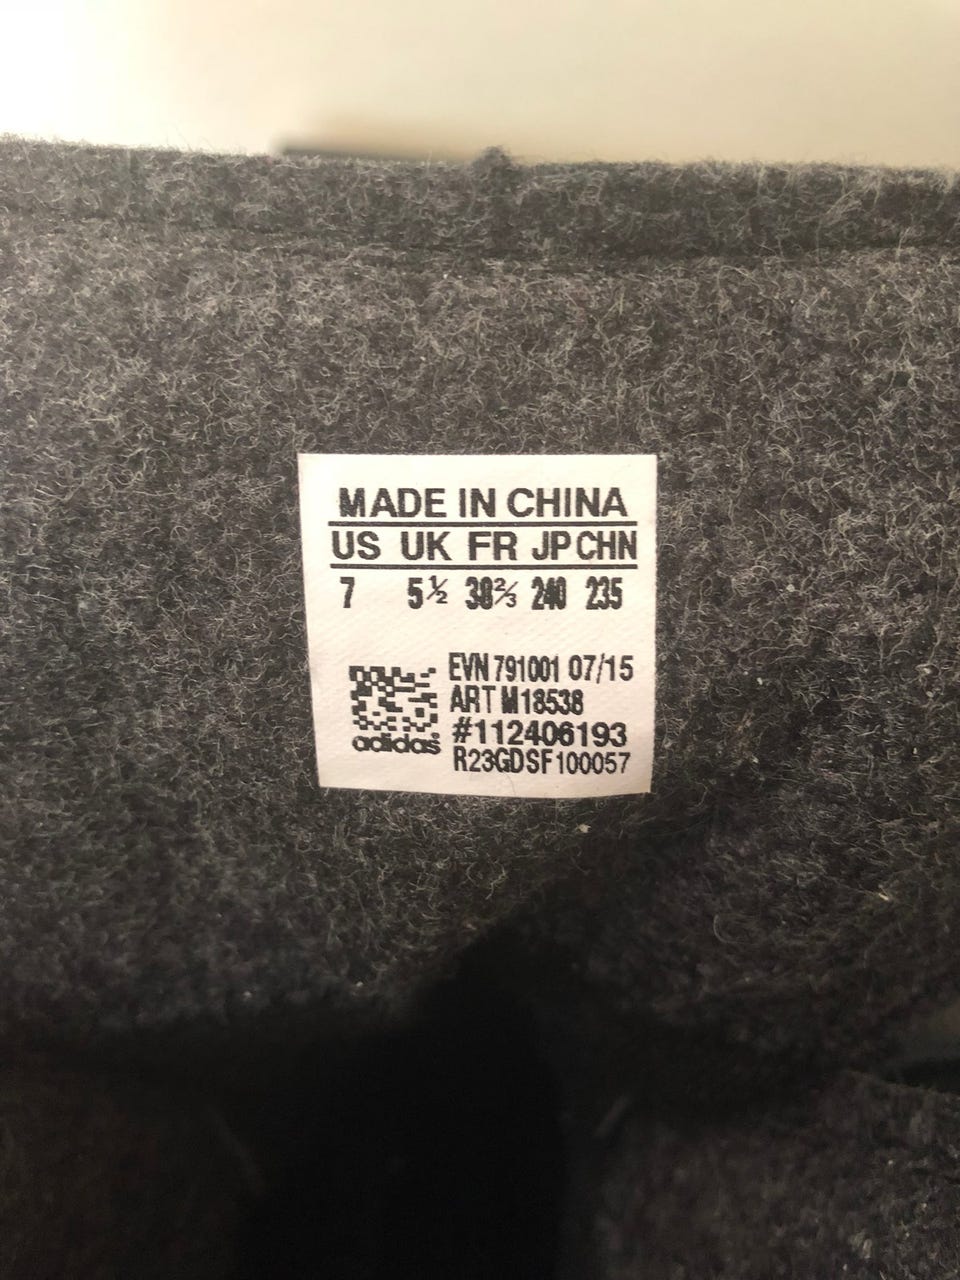 MADE IN CHINA
US UK FR JP CHN
7 5½ 38⅔ 240 235
EVN 791001 07/15
ART M18538
#112406193
adidas
R23GDSF100057